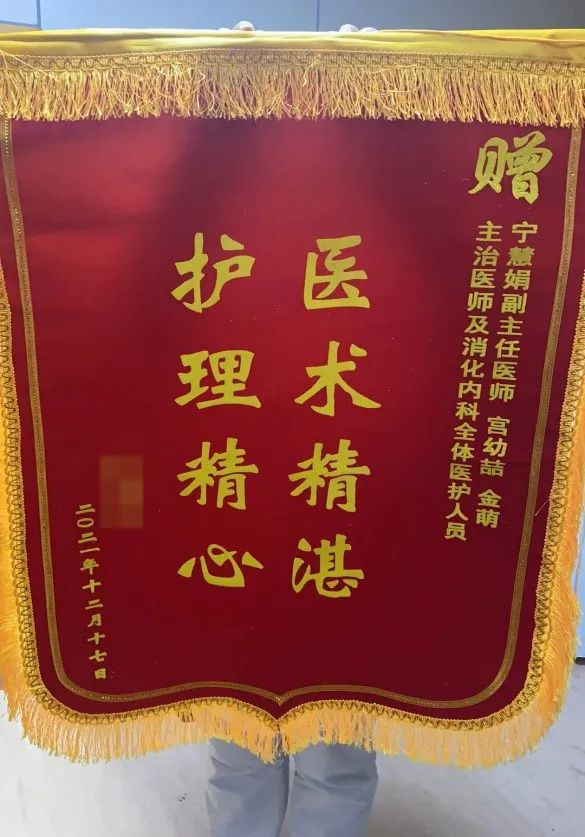 赠
宁慧娟副主任医师 宫幼喆 金萌
主治医师及消化内科全体医护人员
医术精湛
护理精心
二〇二一年十二月十七日